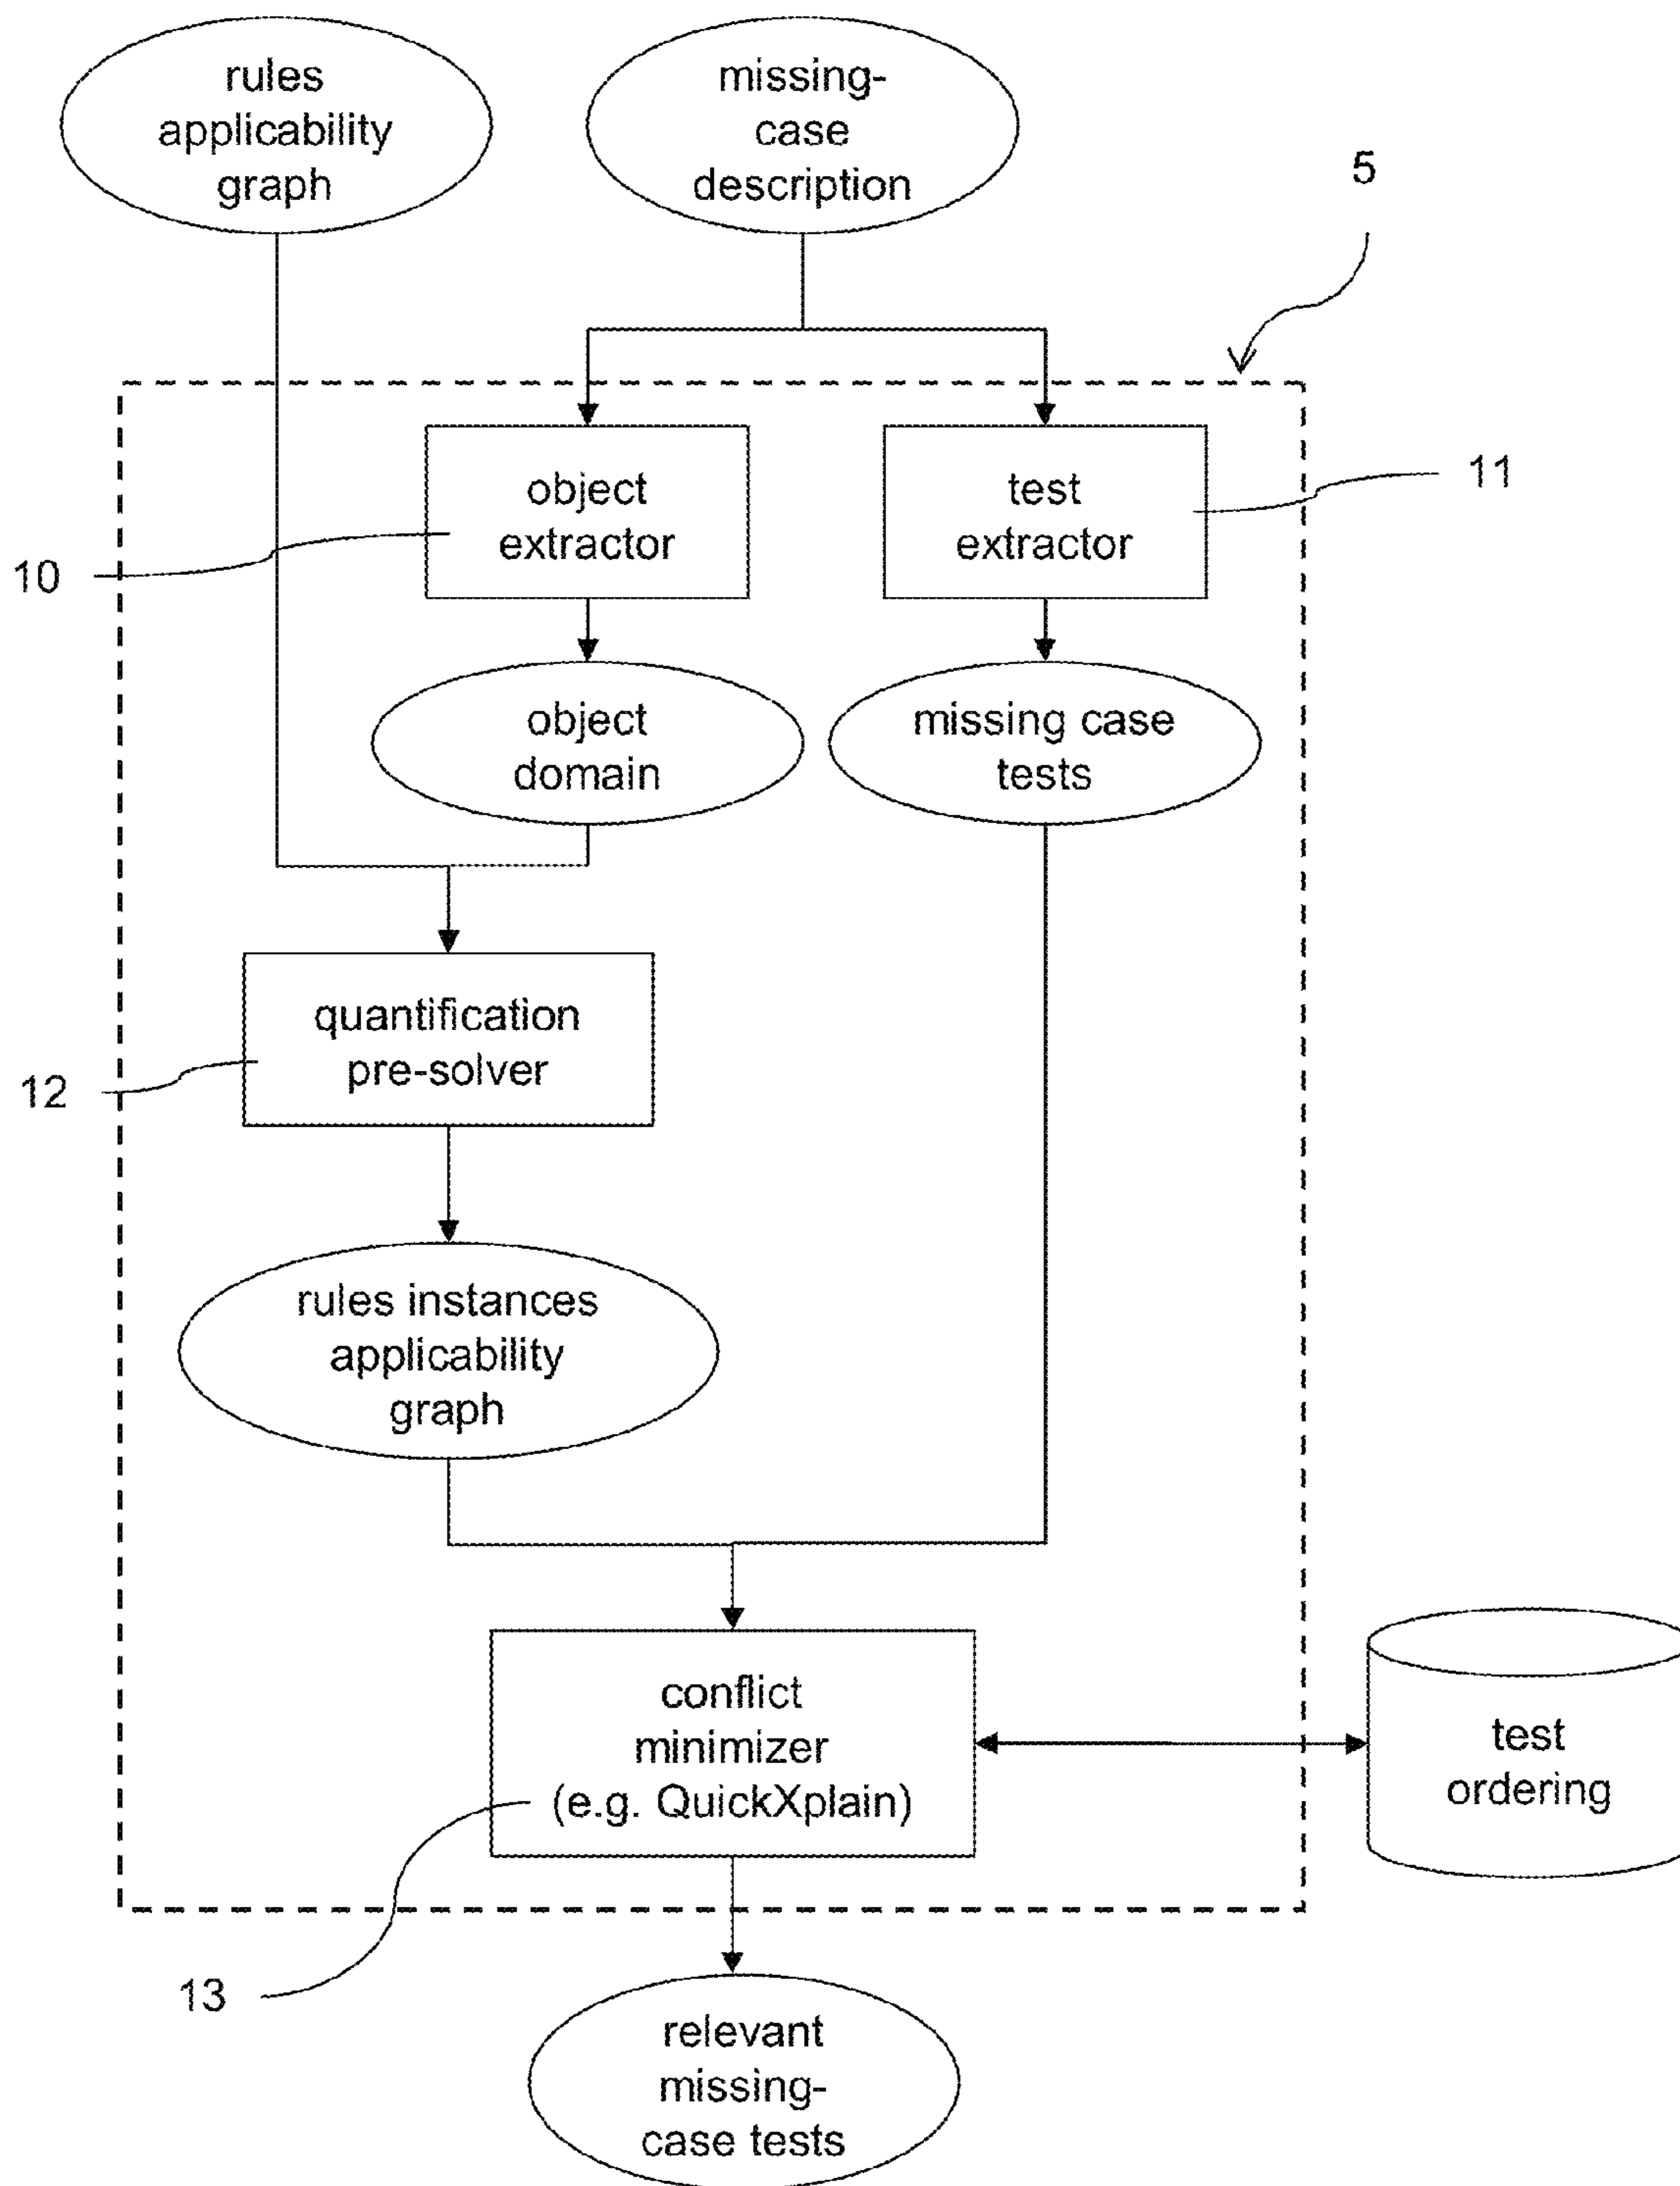 rules
applicability
graph
missing-
case
description
5
object
extractor
test
extractor
11
10
object
domain
missing case
tests
quantification
pre-solver
12
rules instances
applicability
graph
conflict
minimizer
(e.g. QuickXplain)
test
ordering
13
relevant
missing-
case tests